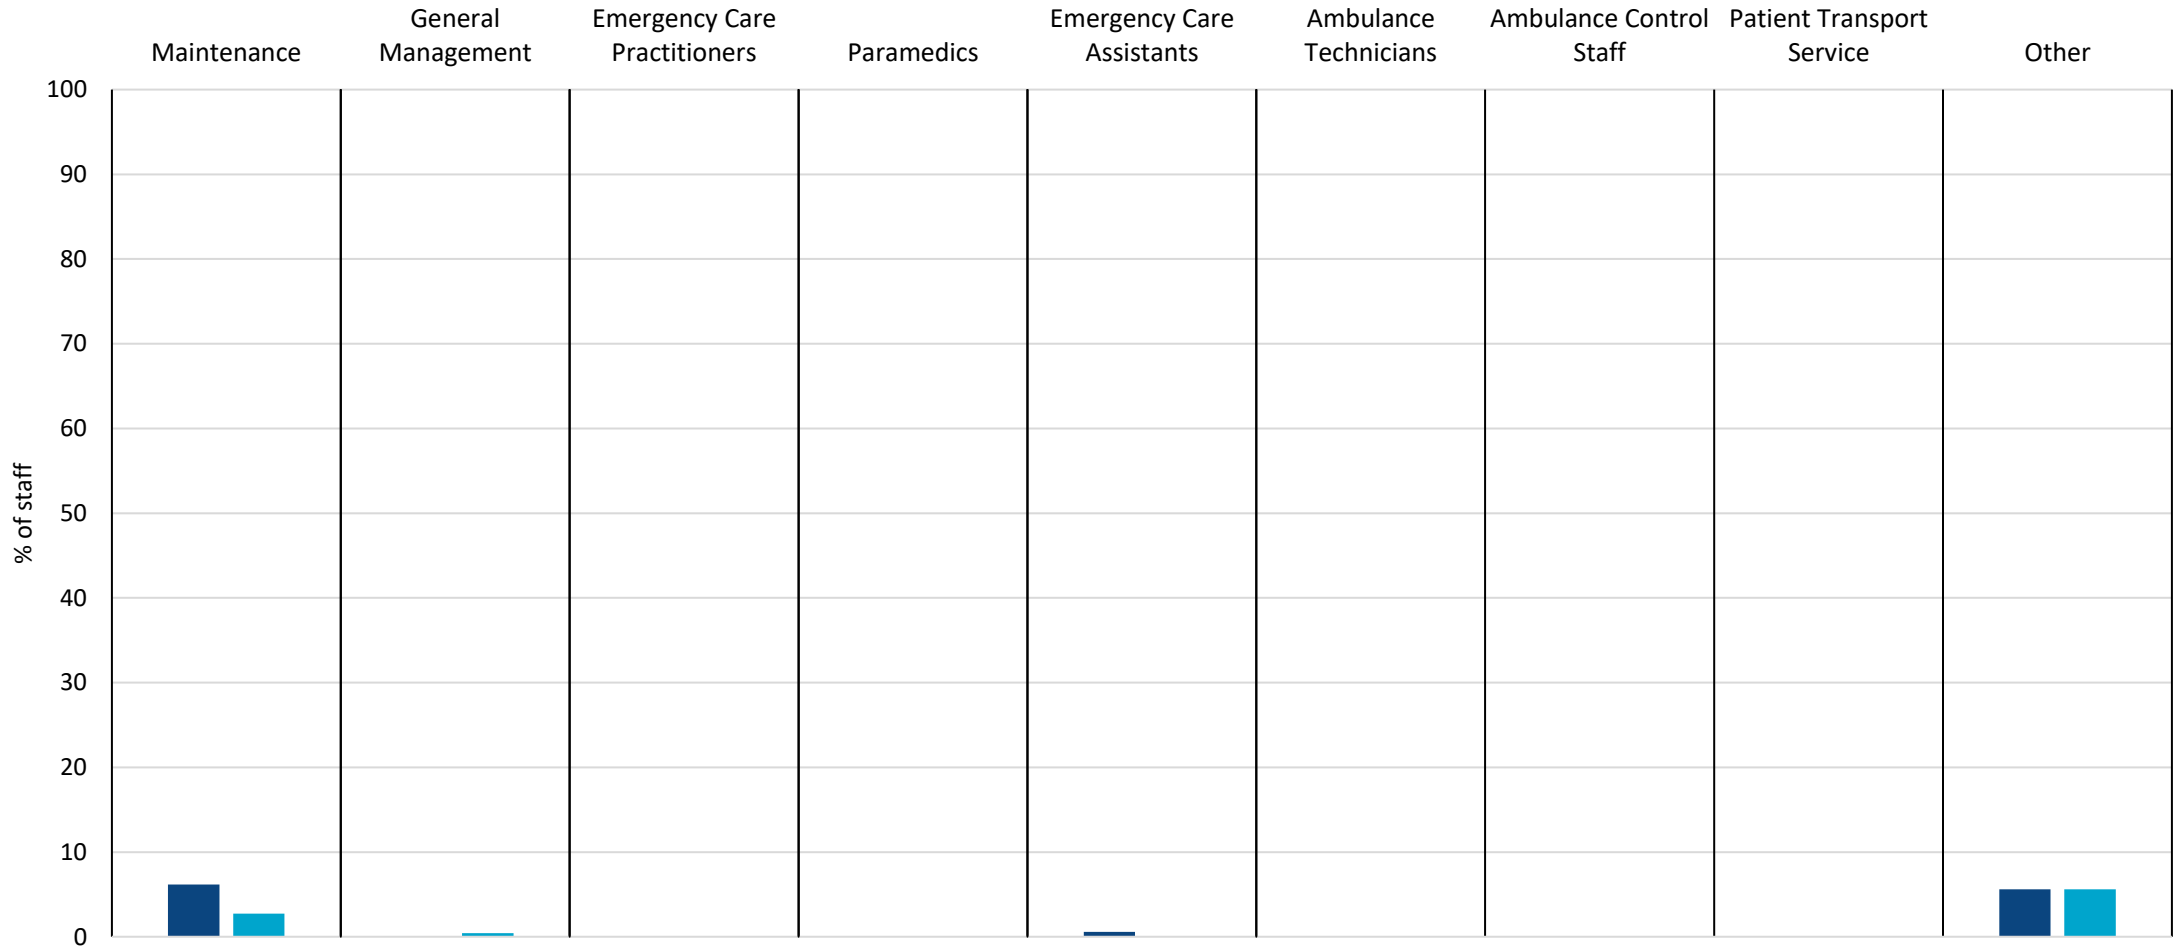 Maintenance
General
Management
Emergency Care
Practitioners
Paramedics
Emergency Care
Assistants
Ambulance
Technicians
Ambulance Control
Staff
Patient Transport
Service
Other
% of staff
100
90
80
70
60
50
40
30
20
10
0